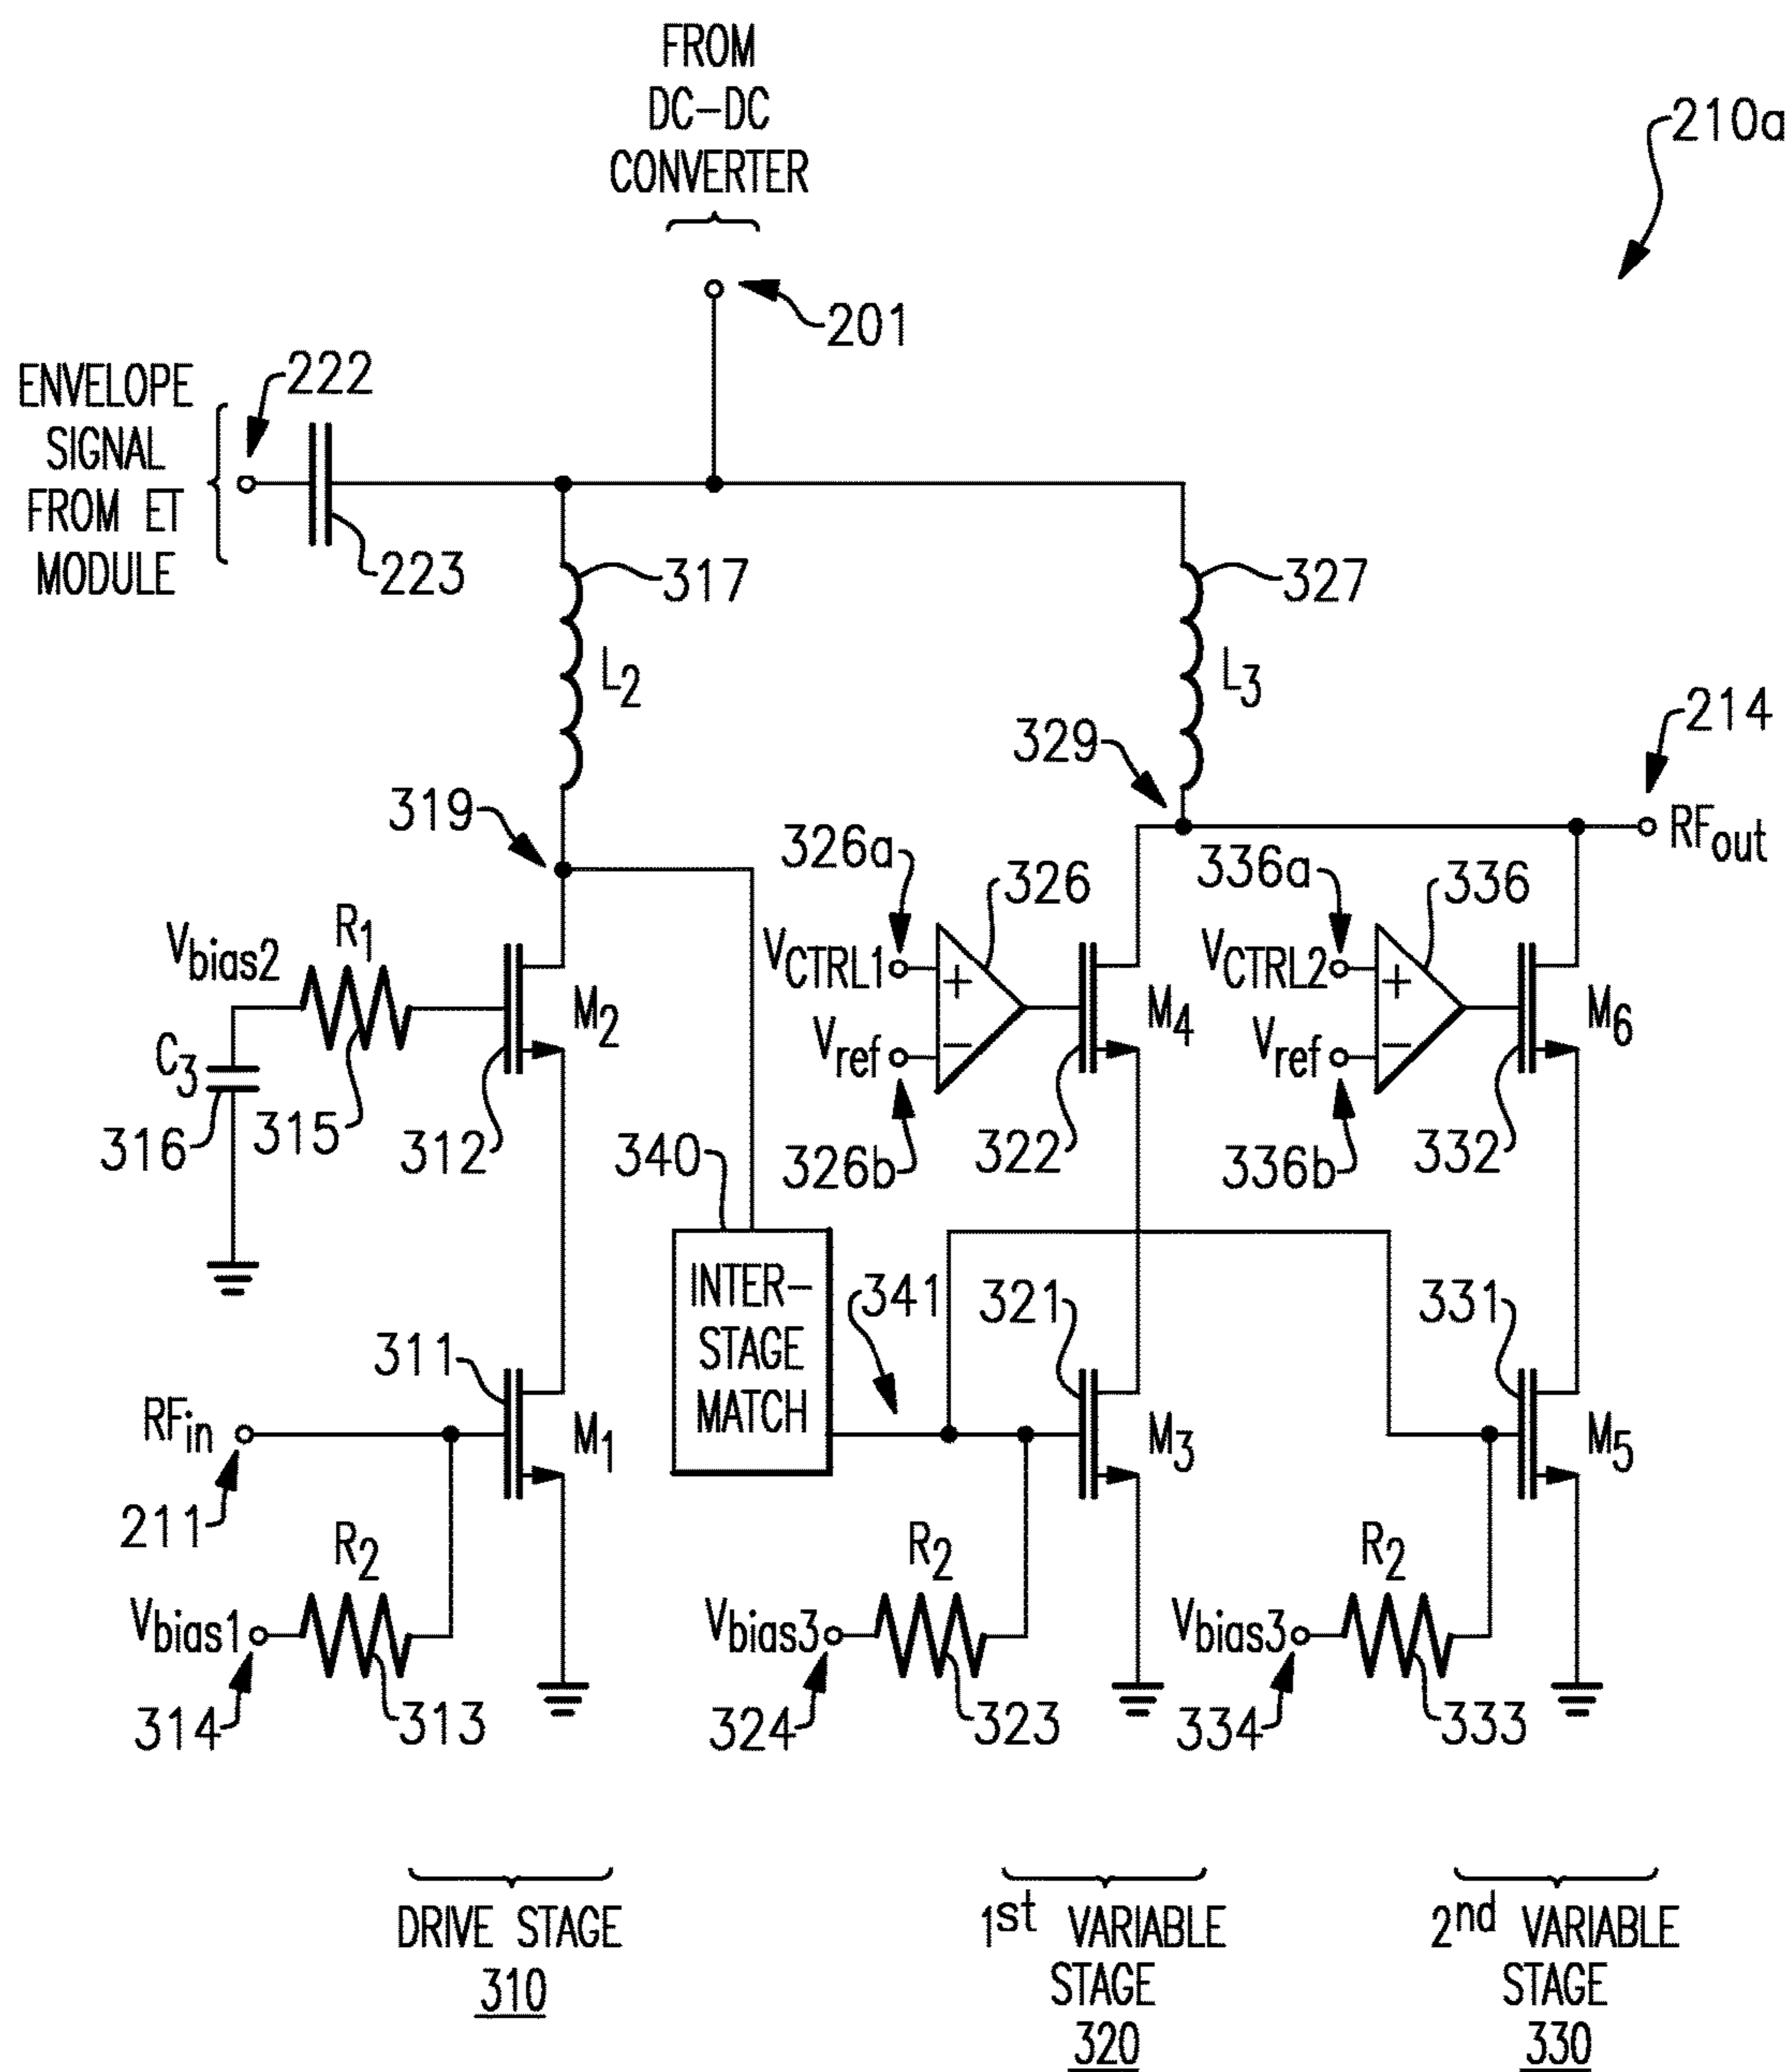 FROM
DC-DC
CONVERTER
210a
201
ENVELOPE
SIGNAL
FROM ET
MODULE
222
223
317
327
L2
L3
329
214
319
RFout
326a
326
336a
336
Vbias2
R1
VCTRL1
+
VCTRL2
+
M2
M4
M6
C3
Vref
−
Vref
−
316
315
312
340
326b
322
336b
332
INTER-
STAGE
MATCH
341
321
331
311
RFin
M1
M3
M5
211
R2
R2
R2
Vbias1
Vbias3
Vbias3
314
313
324
323
334
333
DRIVE STAGE
310
1st VARIABLE
STAGE
320
2nd VARIABLE
STAGE
330